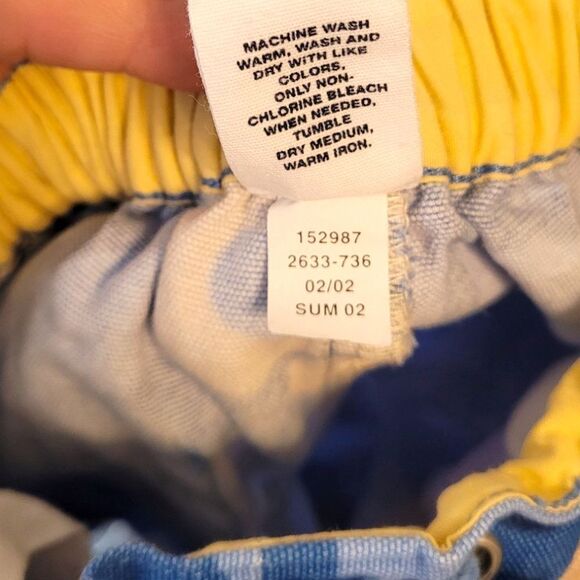 MACHINE WASH
WARM, WASH AND
DRY WITH LIKE
COLORS,
ONLY NON-
CHLORINE BLEACH
WHEN NEEDED,
TUMBLE
DRY MEDIUM,
WARM IRON.
152987
2633-736
02/02
SUM 02